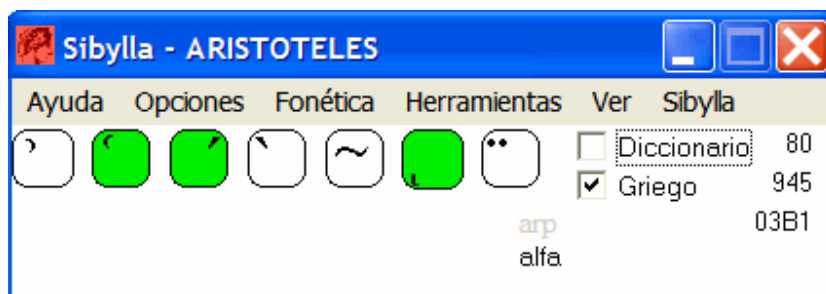 Sibylla - ARISTOTELES
Ayuda Opciones Fonética Herramientas Ver Sibylla
Diccionario 80
Griego 945
arp 03B1
alfa